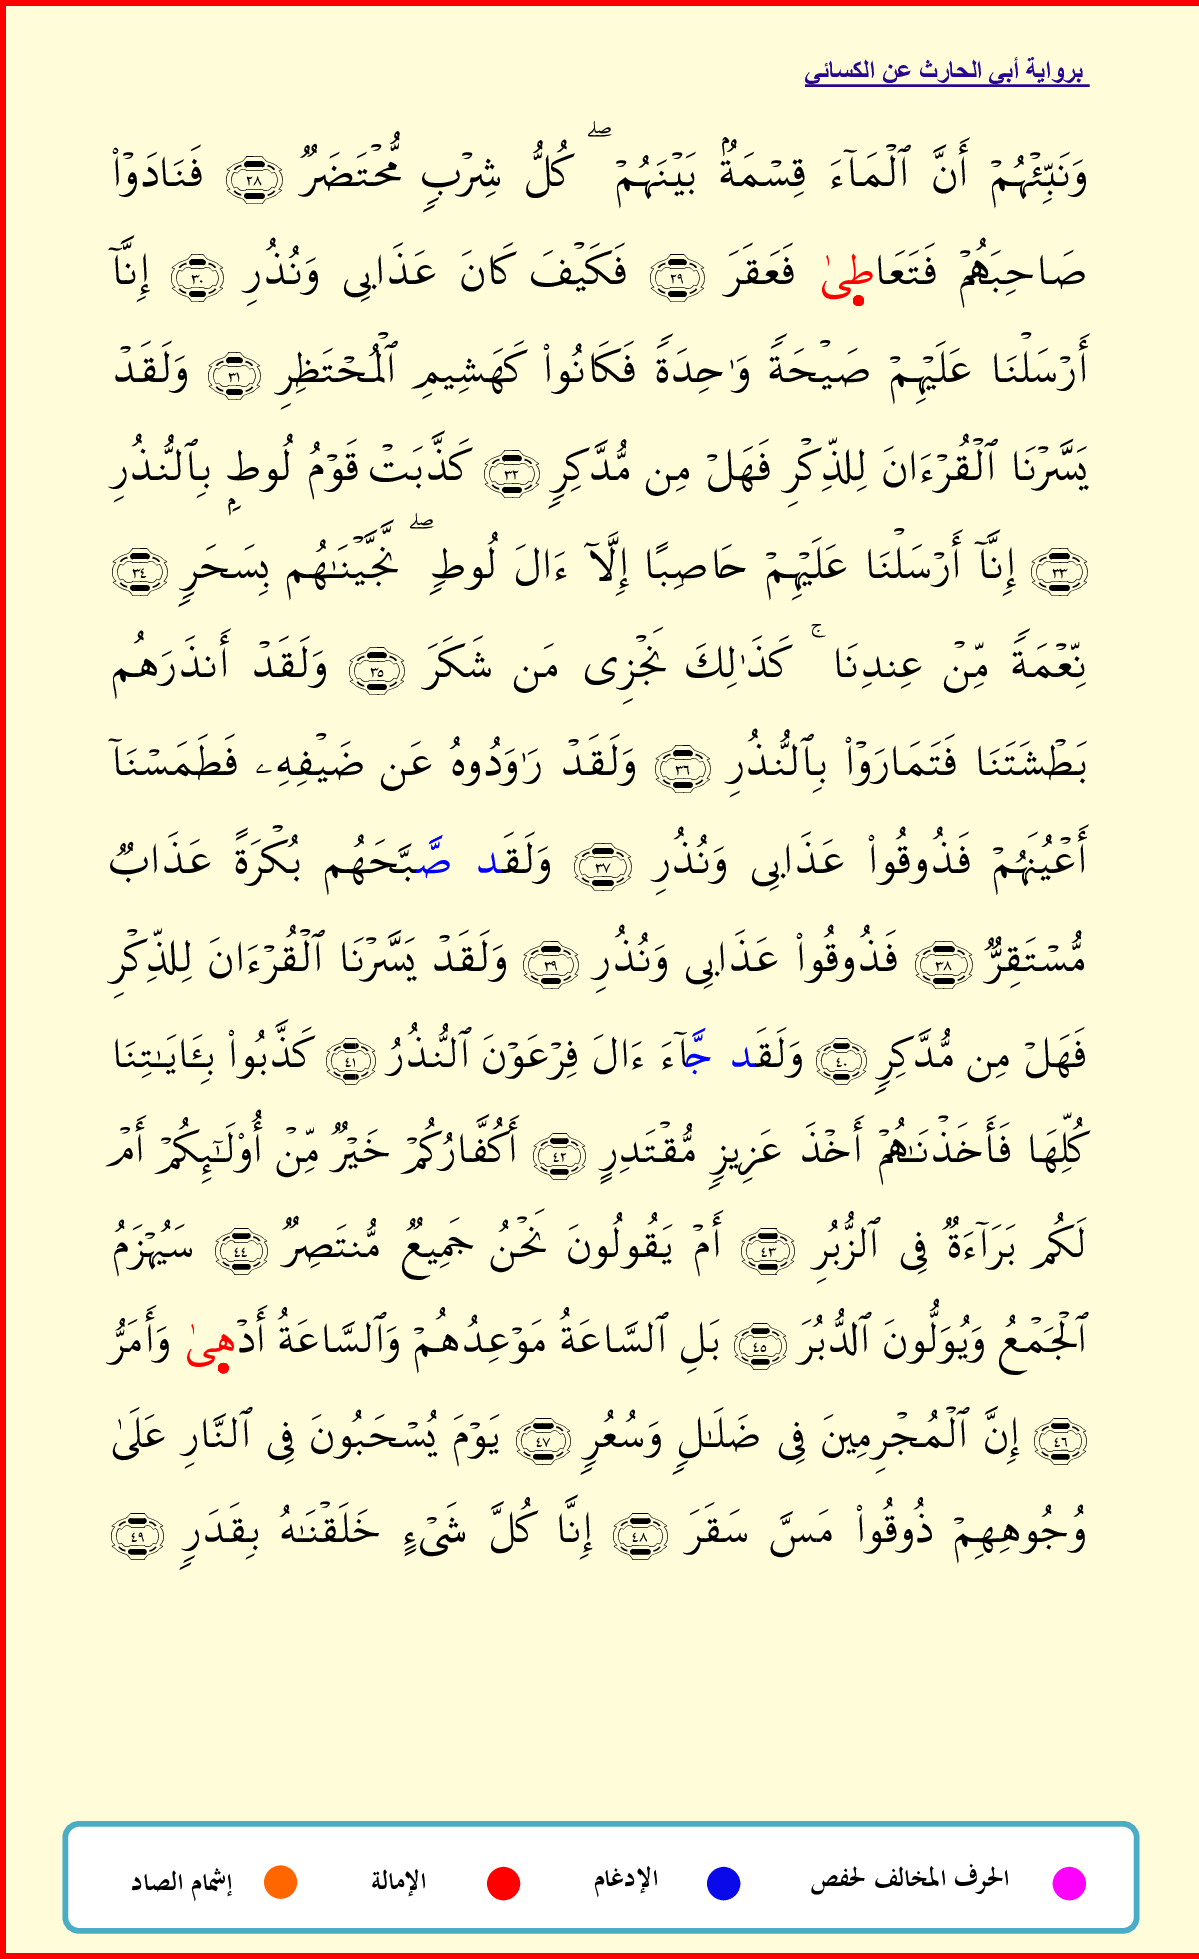 برواية أبي الحارث عن الكسائي
وَنَبِّئْهُمْ أَنَّ ٱلْمَآءَ قِسْمَةٌۢ بَيْنَهُمْ ۖ كُلُّ شِرْبٍ مُّحْتَضَرٌ ٢٨ فَنَادَوْا۟
صَاحِبَهُمْ فَتَعَاطِىٰ فَعَقَرَ ٢٩ فَكَيْفَ كَانَ عَذَابِى وَنُذُرِ ٣٠ إِنَّآ
أَرْسَلْنَا عَلَيْهِمْ صَيْحَةً وَٰحِدَةً فَكَانُوا۟ كَهَشِيمِ ٱلْمُحْتَظِرِ ٣١ وَلَقَدْ
يَسَّرْنَا ٱلْقُرْءَانَ لِلذِّكْرِ فَهَلْ مِن مُّدَّكِرٍ ٣٢ كَذَّبَتْ قَوْمُ لُوطٍۭ بِٱلنُّذُرِ
٣٣ إِنَّآ أَرْسَلْنَا عَلَيْهِمْ حَاصِبًا إِلَّآ ءَالَ لُوطٍ ۖ نَّجَّيْنَـٰهُم بِسَحَرٍ ٣٤
نِّعْمَةً مِّنْ عِندِنَا ۚ كَذَٰلِكَ نَجْزِى مَن شَكَرَ ٣٥ وَلَقَدْ أَنذَرَهُم
بَطْشَتَنَا فَتَمَارَوْا۟ بِٱلنُّذُرِ ٣٦ وَلَقَدْ رَٰوَدُوهُ عَن ضَيْفِهِۦ فَطَمَسْنَآ
أَعْيُنَهُمْ فَذُوقُوا۟ عَذَابِى وَنُذُرِ ٣٧ وَلَقَد صَّبَّحَهُم بُكْرَةً عَذَابٌ
مُّسْتَقِرٌّ ٣٨ فَذُوقُوا۟ عَذَابِى وَنُذُرِ ٣٩ وَلَقَدْ يَسَّرْنَا ٱلْقُرْءَانَ لِلذِّكْرِ
فَهَلْ مِن مُّدَّكِرٍ ٤٠ وَلَقَد جَّآءَ ءَالَ فِرْعَوْنَ ٱلنُّذُرُ ٤١ كَذَّبُوا۟ بِـَٔايَـٰتِنَا
كُلِّهَا فَأَخَذْنَـٰهُمْ أَخْذَ عَزِيزٍ مُّقْتَدِرٍ ٤٢ أَكُفَّارُكُمْ خَيْرٌ مِّنْ أُو۟لَـٰٓئِكُمْ أَمْ
لَكُم بَرَآءَةٌ فِى ٱلزُّبُرِ ٤٣ أَمْ يَقُولُونَ نَحْنُ جَمِيعٌ مُّنتَصِرٌ ٤٤ سَيُهْزَمُ
ٱلْجَمْعُ وَيُوَلُّونَ ٱلدُّبُرَ ٤٥ بَلِ ٱلسَّاعَةُ مَوْعِدُهُمْ وَٱلسَّاعَةُ أَدْهِىٰ وَأَمَرُّ
٤٦ إِنَّ ٱلْمُجْرِمِينَ فِى ضَلَـٰلٍ وَسُعُرٍ ٤٧ يَوْمَ يُسْحَبُونَ فِى ٱلنَّارِ عَلَىٰ
وُجُوهِهِمْ ذُوقُوا۟ مَسَّ سَقَرَ ٤٨ إِنَّا كُلَّ شَىْءٍ خَلَقْنَـٰهُ بِقَدَرٍ ٤٩
الحرف المخالف لحفص الإدغام الإمالة إشمام الصاد